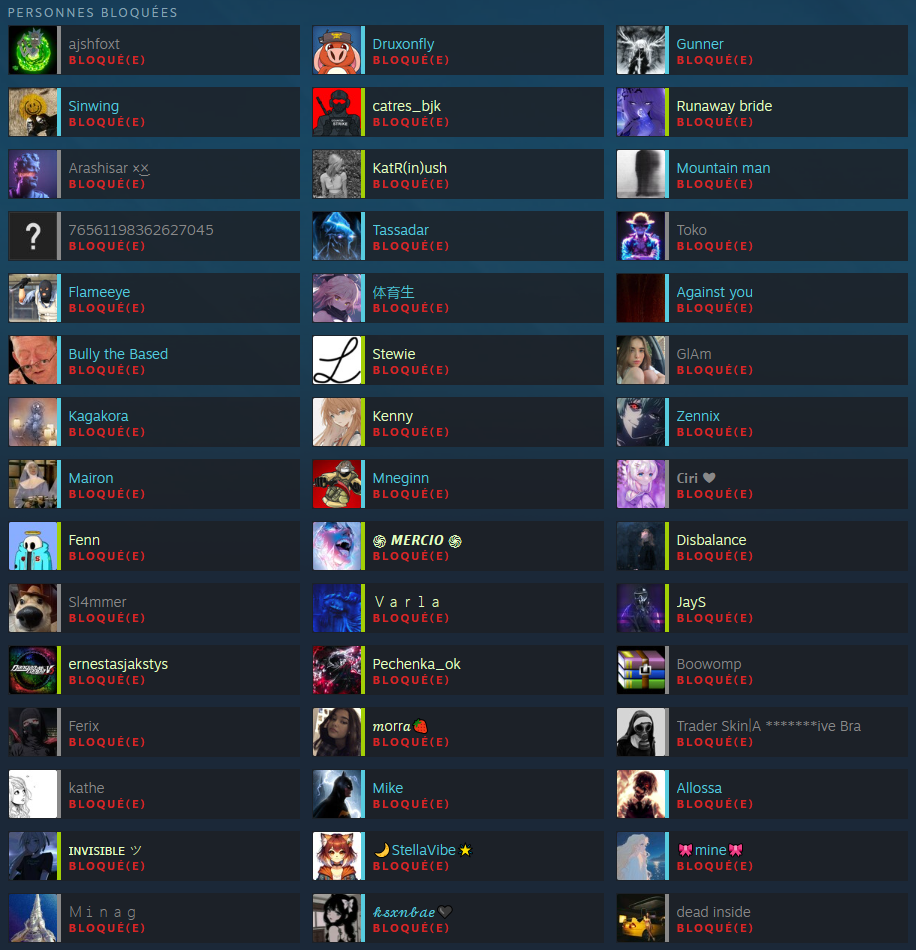 PERSONNES BLOQUÉES
ajshfoxt
BLOQUÉ(E)
Druxonfly
BLOQUÉ(E)
Gunner
BLOQUÉ(E)
Sinwing
BLOQUÉ(E)
catres_bjk
BLOQUÉ(E)
Runaway bride
BLOQUÉ(E)
Arashisar ×͜×
BLOQUÉ(E)
KatR(in)ush
BLOQUÉ(E)
Mountain man
BLOQUÉ(E)
?
76561198362627045
BLOQUÉ(E)
Tassadar
BLOQUÉ(E)
Toko
BLOQUÉ(E)
Flameeye
BLOQUÉ(E)
体育生
BLOQUÉ(E)
Against you
BLOQUÉ(E)
Bully the Based
BLOQUÉ(E)
Stewie
BLOQUÉ(E)
GlAm
BLOQUÉ(E)
Kagakora
BLOQUÉ(E)
Kenny
BLOQUÉ(E)
Zennix
BLOQUÉ(E)
Mairon
BLOQUÉ(E)
Mneginn
BLOQUÉ(E)
Ciri 🖤
BLOQUÉ(E)
Fenn
BLOQUÉ(E)
֍ 𝙈𝙀𝙍𝘾𝙄𝙊 ֍
BLOQUÉ(E)
Disbalance
BLOQUÉ(E)
Sl4mmer
BLOQUÉ(E)
Ｖａｒｌａ
BLOQUÉ(E)
JayS
BLOQUÉ(E)
ernestasjakstys
BLOQUÉ(E)
Pechenka_ok
BLOQUÉ(E)
Boowomp
BLOQUÉ(E)
Ferix
BLOQUÉ(E)
𝒎orr𝒂 🍓
BLOQUÉ(E)
Trader Skin|A *******ive Bra
BLOQUÉ(E)
kathe
BLOQUÉ(E)
Mike
BLOQUÉ(E)
Allossa
BLOQUÉ(E)
ɪɴᴠɪsɪʙʟᴇ ツ
BLOQUÉ(E)
🌙StellaVibe⭐
BLOQUÉ(E)
🎀mine🎀
BLOQUÉ(E)
Ｍｉｎａｇ
BLOQUÉ(E)
𝓴𝓼𝔁𝓷𝓫𝓪𝓮🖤
BLOQUÉ(E)
dead inside
BLOQUÉ(E)